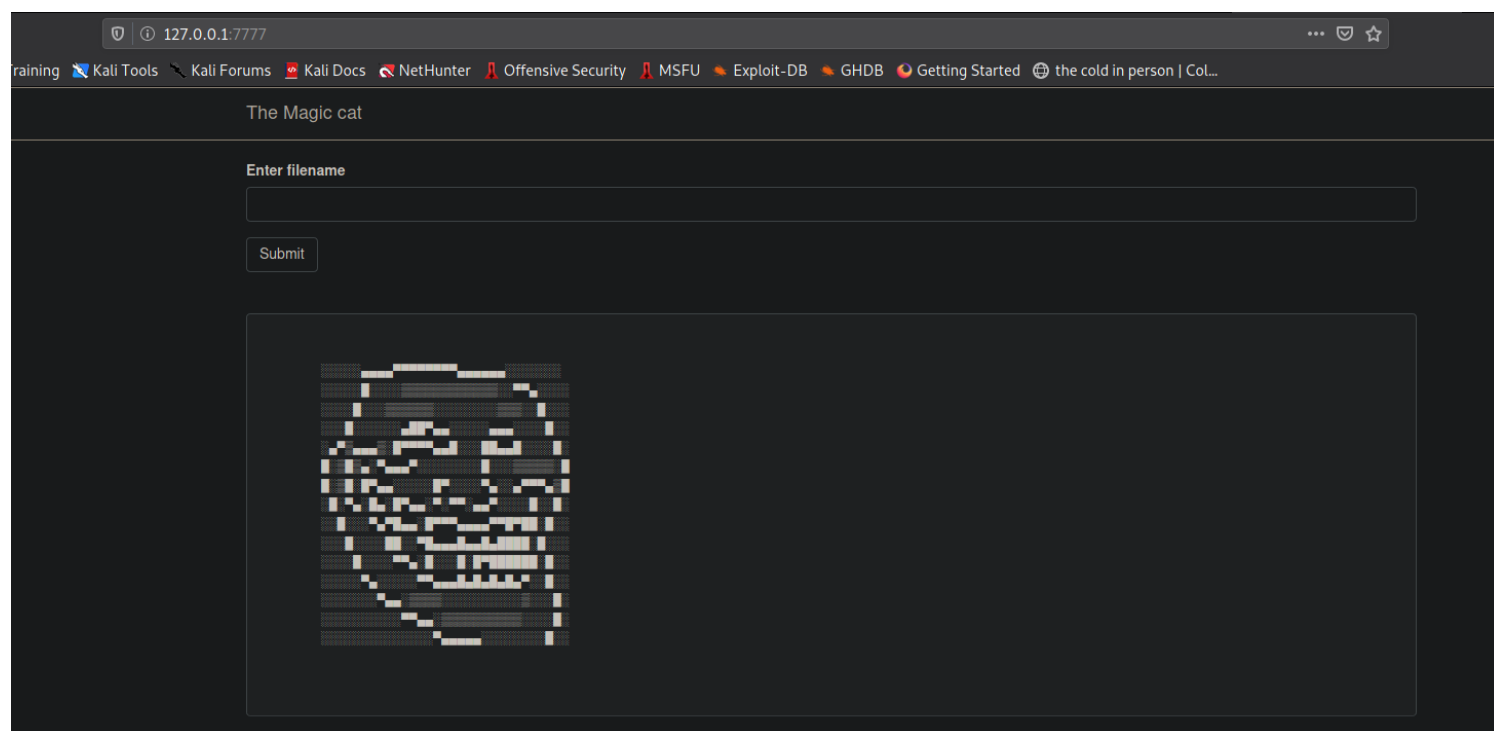 127.0.0.1:7777
raining Kali Tools Kali Forums Kali Docs NetHunter Offensive Security MSFU Exploit-DB GHDB Getting Started the cold in person | Col...
The Magic cat
Enter filename
Submit